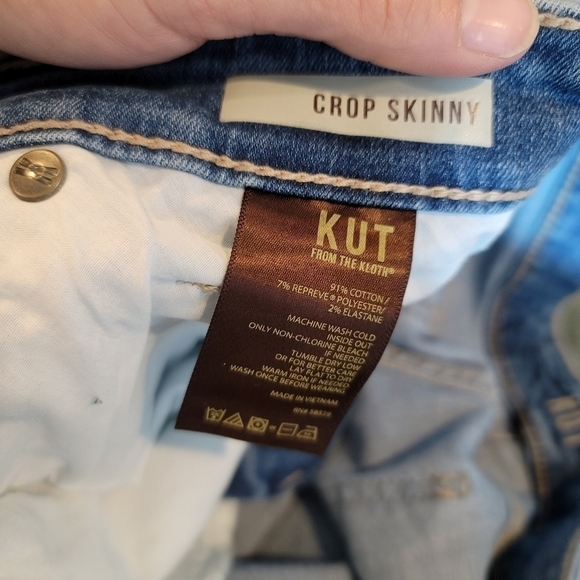 CROP SKINNY
KUT
FROM THE KLOTH®
91% COTTON/
7% REPREVE® POLYESTER/
2% ELASTANE
MACHINE WASH COLD
INSIDE OUT
ONLY NON-CHLORINE BLEACH
IF NEEDED
TUMBLE DRY LOW
OR FOR BETTER CARE
LAY FLAT TO DRY
WARM IRON IF NEEDED
WASH ONCE BEFORE WEARING
MADE IN VIETNAM